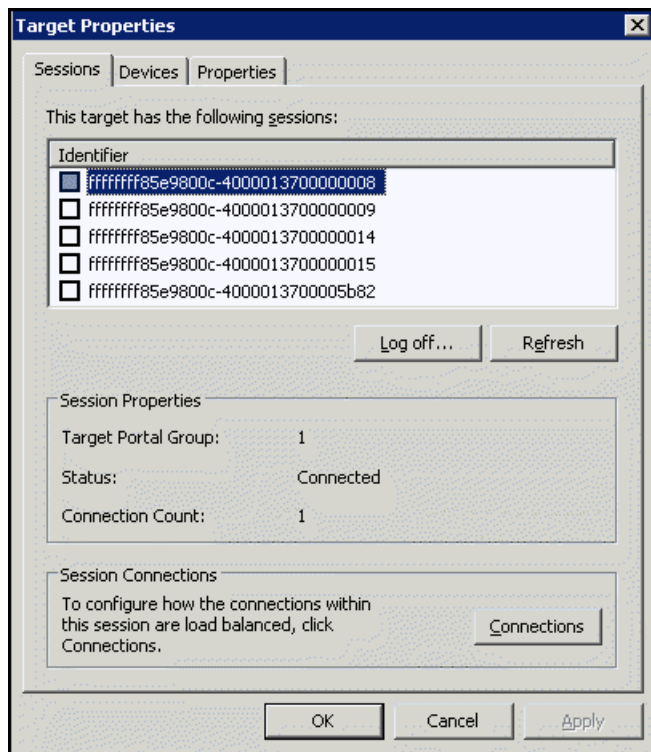 Target Properties
Sessions Devices Properties
This target has the following sessions:
Identifier
ffffffff85e9800c-4000013700000008
ffffffff85e9800c-4000013700000009
ffffffff85e9800c-4000013700000014
ffffffff85e9800c-4000013700000015
ffffffff85e9800c-4000013700005b82
Log off... Refresh
Session Properties
Target Portal Group: 1
Status: Connected
Connection Count: 1
Session Connections
To configure how the connections within
this session are load balanced, click
Connections.
Connections
OK Cancel Apply